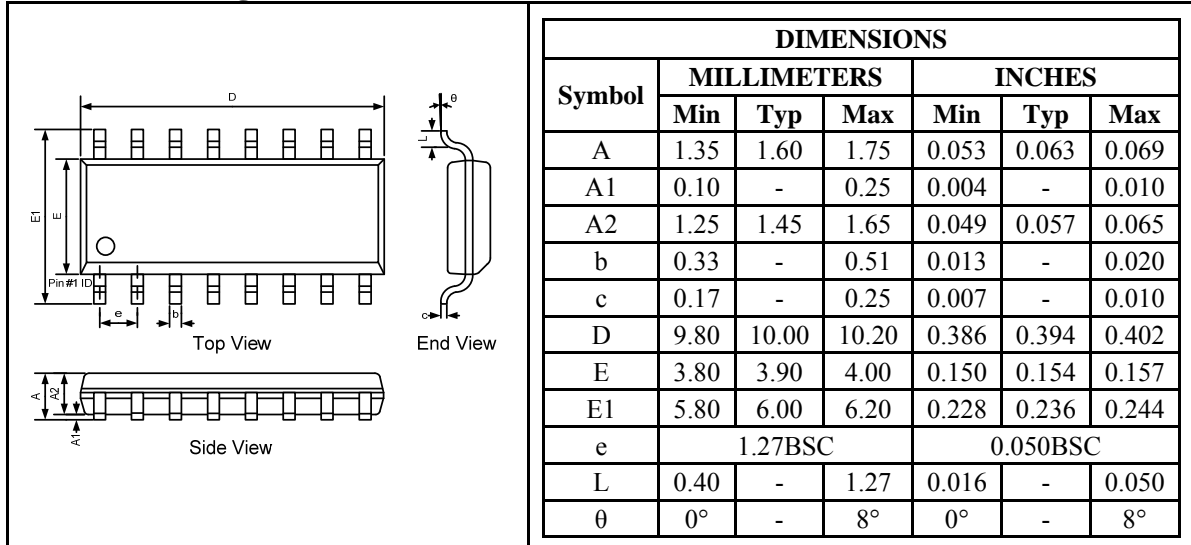 D
θ
L
E1
E
Pin #1 ID
e
b
c
Top View
End View
A
A2
A1
Side View
DIMENSIONS
Symbol MILLIMETERS INCHES
Min Typ Max Min Typ Max
A 1.35 1.60 1.75 0.053 0.063 0.069
A1 0.10 - 0.25 0.004 - 0.010
A2 1.25 1.45 1.65 0.049 0.057 0.065
b 0.33 - 0.51 0.013 - 0.020
c 0.17 - 0.25 0.007 - 0.010
D 9.80 10.00 10.20 0.386 0.394 0.402
E 3.80 3.90 4.00 0.150 0.154 0.157
E1 5.80 6.00 6.20 0.228 0.236 0.244
e 1.27BSC 0.050BSC
L 0.40 - 1.27 0.016 - 0.050
θ 0° - 8° 0° - 8°